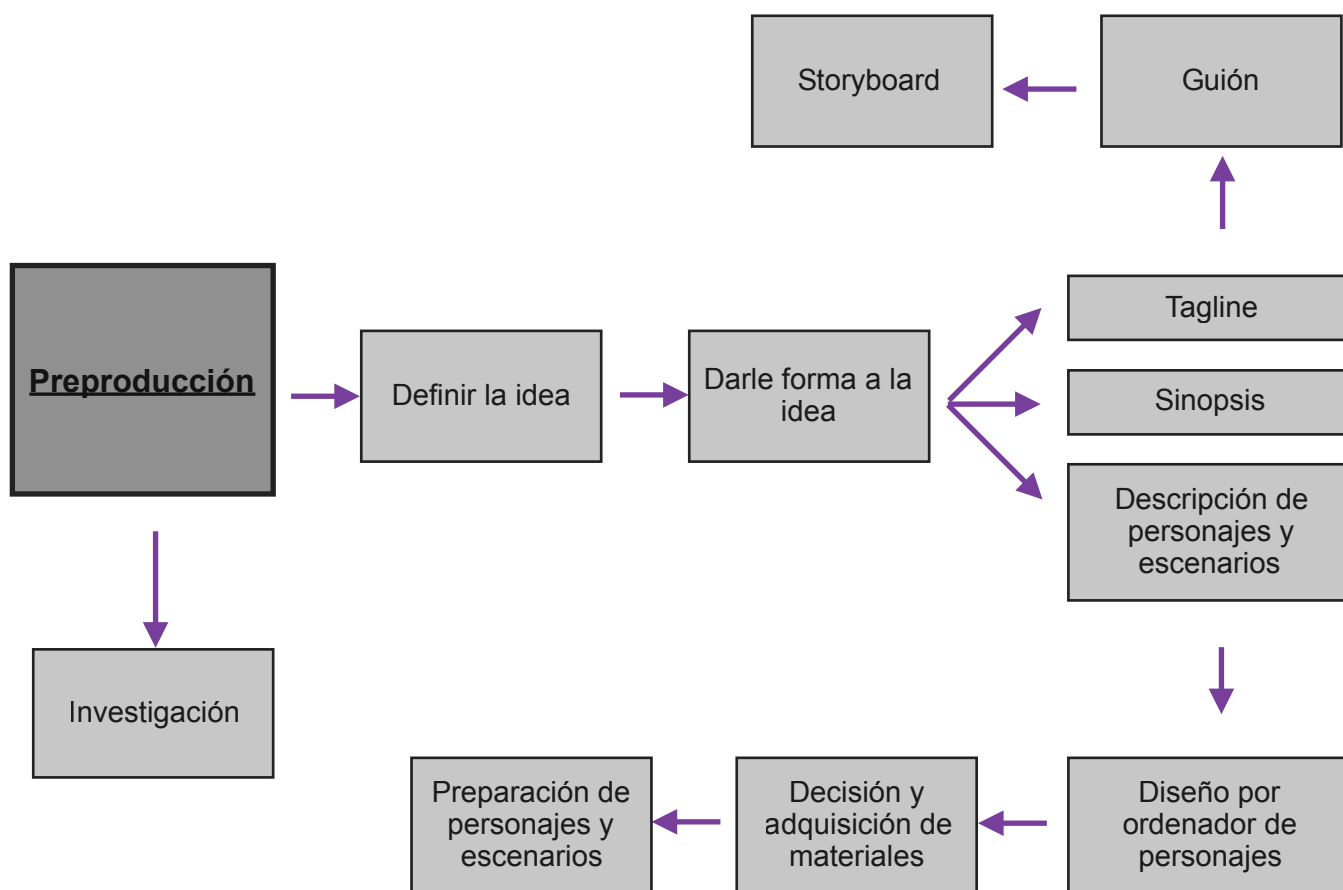 Storyboard
Guión
Preproducción
Definir la idea
Darle forma a la
idea
Tagline
Sinopsis
Descripción de
personajes y
escenarios
Investigación
Preparación de
personajes y
escenarios
Decisión y
adquisición de
materiales
Diseño por
ordenador de
personajes